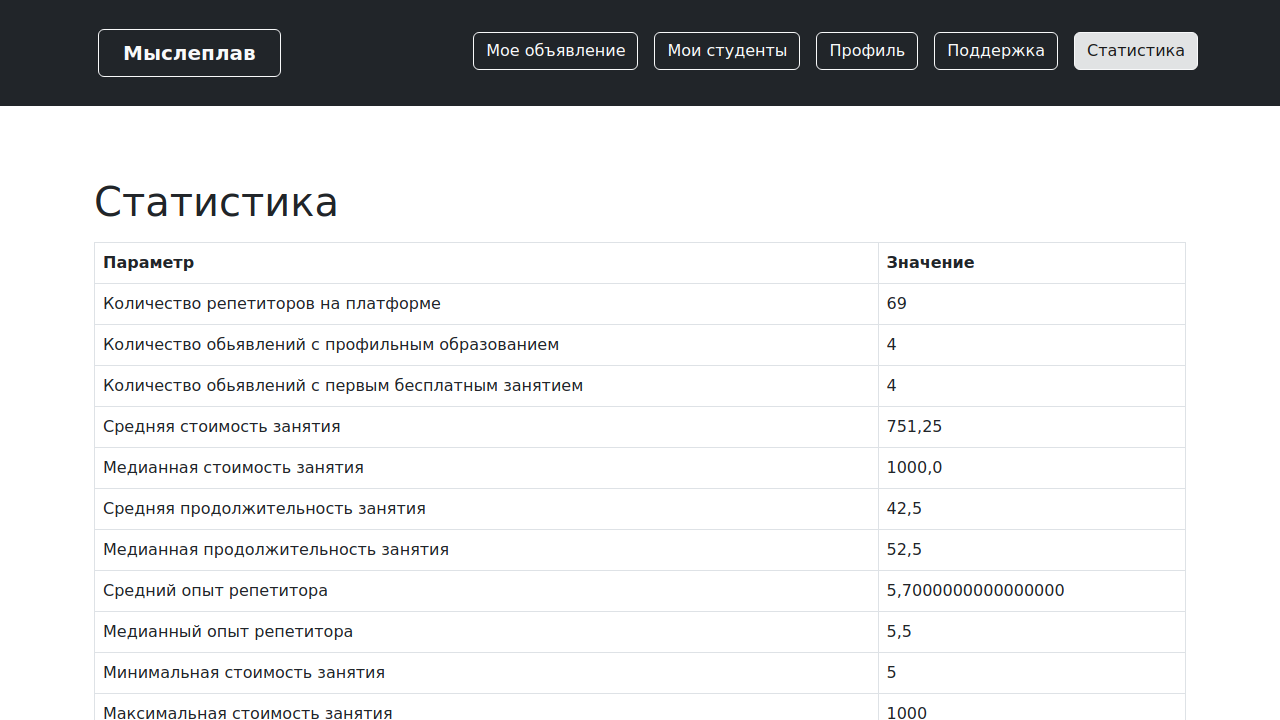 Мыслеплав
Мое объявление
Мои студенты
Профиль
Поддержка
Статистика
Статистика
Параметр Значение
Количество репетиторов на платформе 69
Количество обьявлений с профильным образованием 4
Количество обьявлений с первым бесплатным занятием 4
Средняя стоимость занятия 751,25
Медианная стоимость занятия 1000,0
Средняя продолжительность занятия 42,5
Медианная продолжительность занятия 52,5
Средний опыт репетитора 5,7000000000000000
Медианный опыт репетитора 5,5
Минимальная стоимость занятия 5
Максимальная стоимость занятия 1000